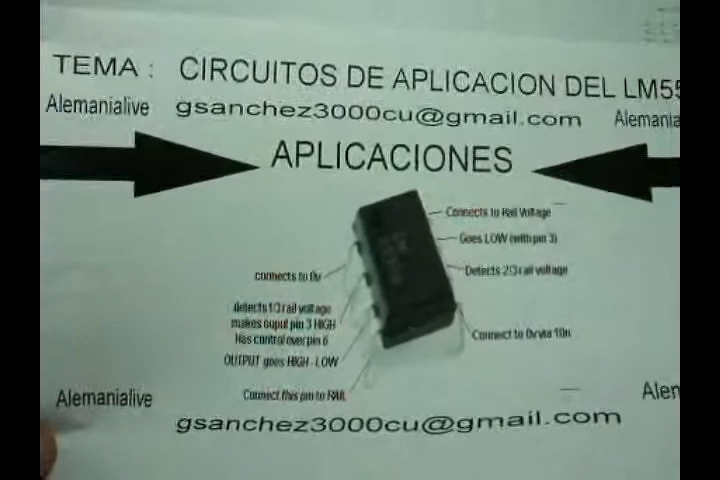 TEMA : CIRCUITOS DE APLICACION DEL LM55
Alemanialive gsanchez3000cu@gmail.com Alemania
APLICACIONES
Connects to Rail Voltage
Goes LOW (with pin 3)
Detects 2/3 rail voltage
connects to 0v
detects 1/3 rail voltage
makes ouput pin 3 HIGH
Has control over pin 6
Connect to 0v via 10n
OUTPUT goes HIGH - LOW
Connect this pin to RAIL
Alemanialive Alen
gsanchez3000cu@gmail.com